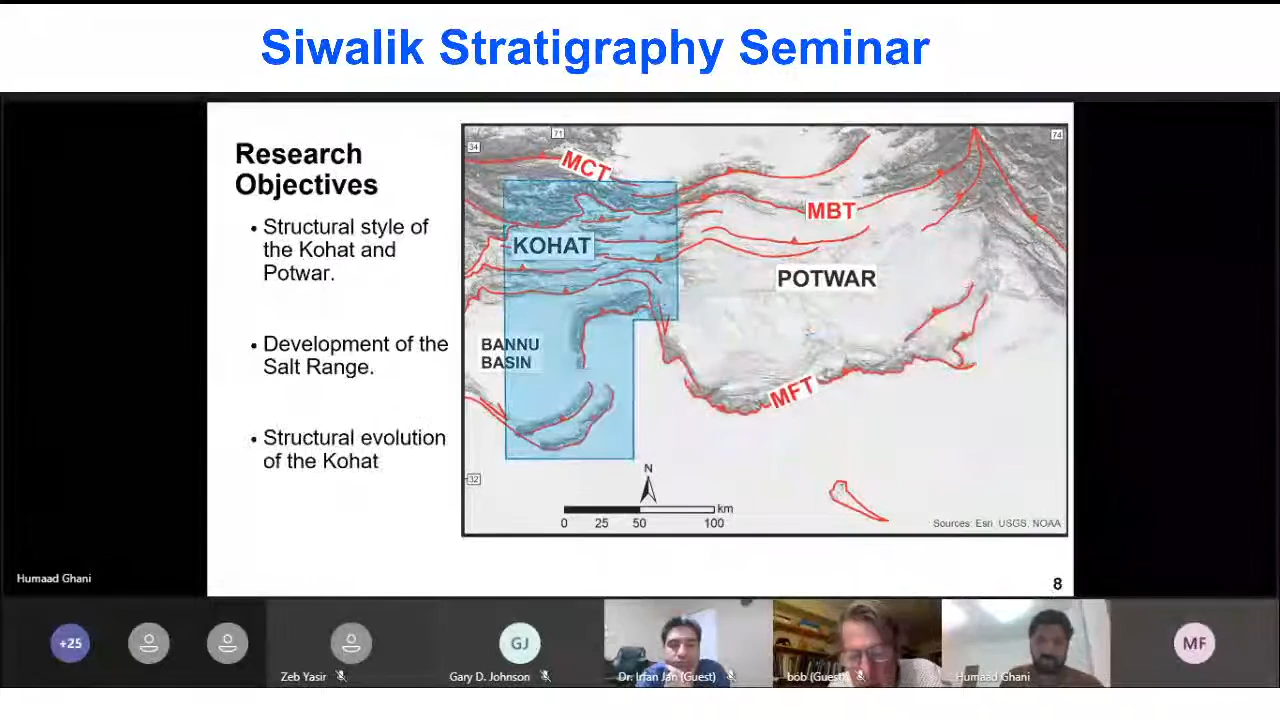 Siwalik Stratigraphy Seminar
Research
Objectives
• Structural style of
the Kohat and
Potwar.
• Development of the
Salt Range.
• Structural evolution
of the Kohat
71
74
34
MCT
MBT
KOHAT
POTWAR
BANNU
BASIN
MFT
32
N
km
0 25 50 100
Sources: Esri, USGS, NOAA
8
Humaad Ghani
+25
GJ
MF
Zeb Yasir
Gary D. Johnson
Dr. Irfan Jan (Guest)
bob (Guest)
Humaad Ghani